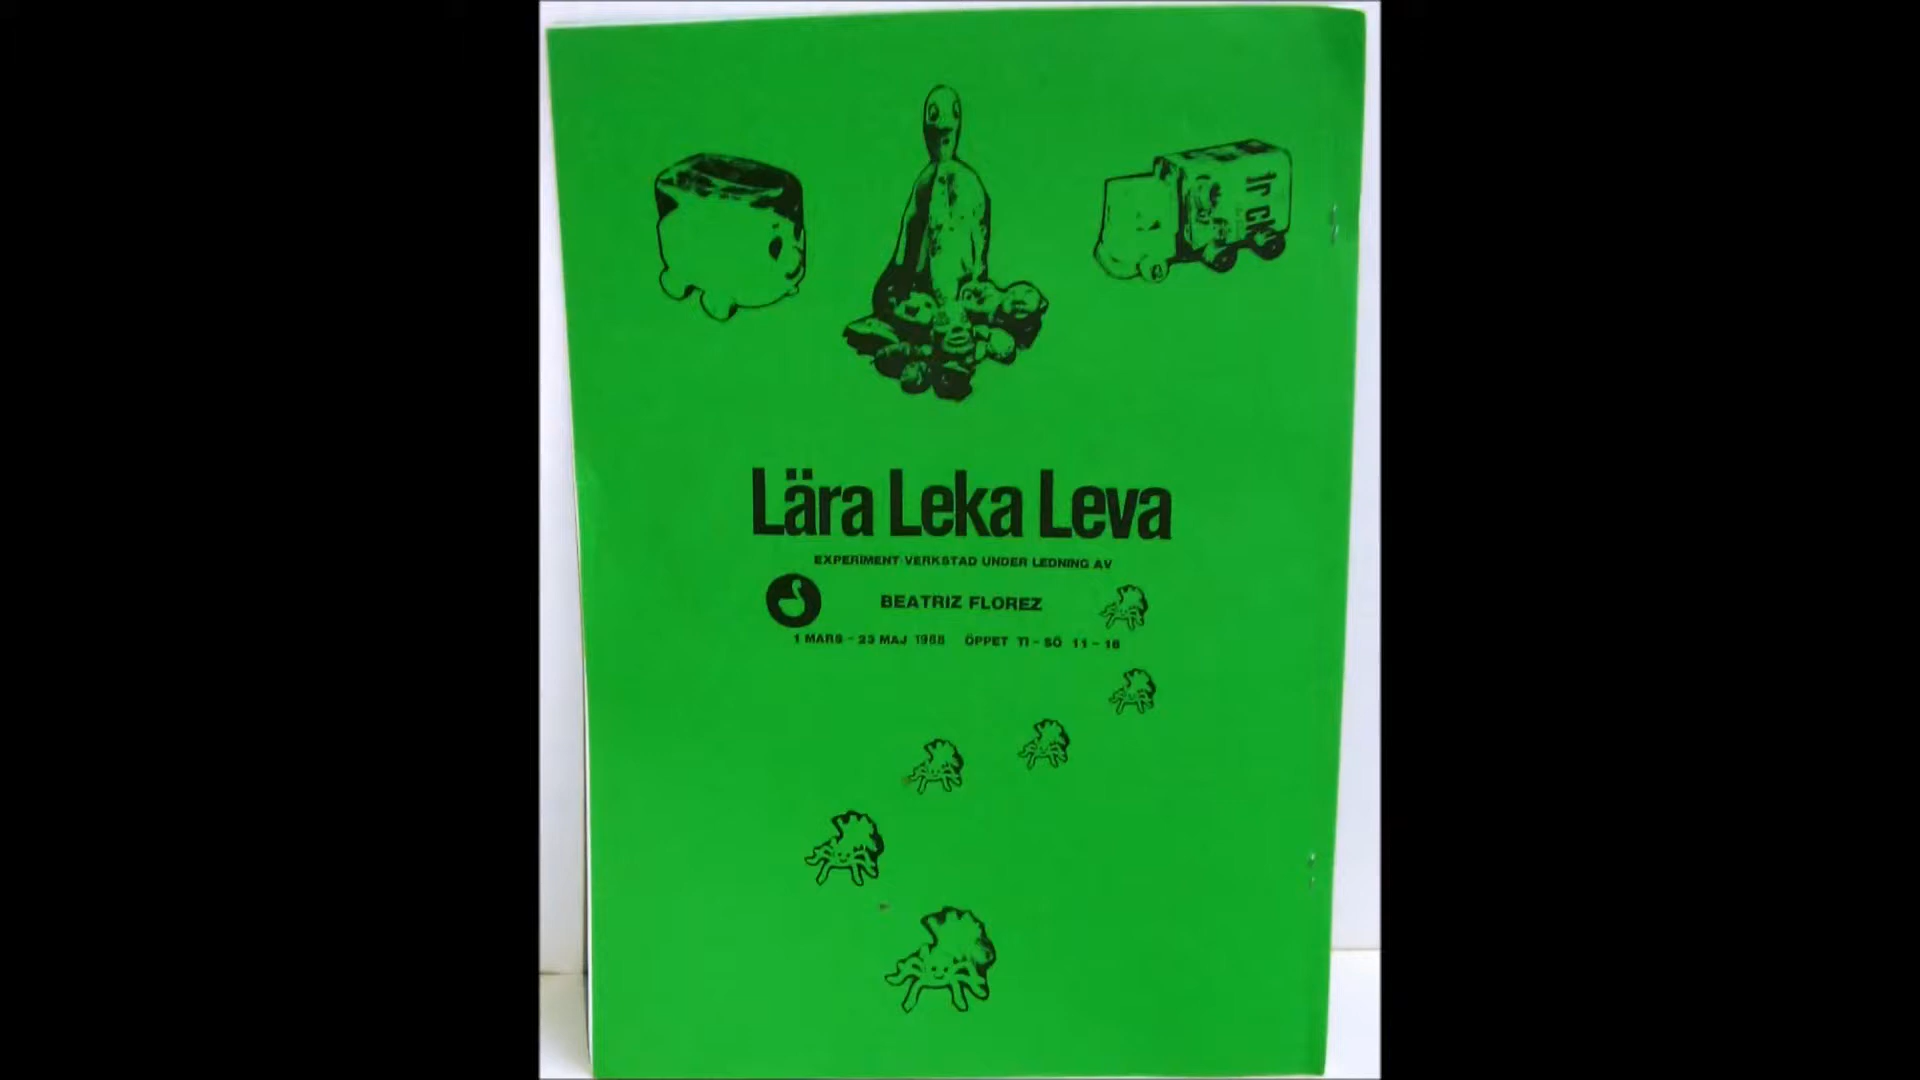 Lära Leka Leva
EXPERIMENT VERKSTAD UNDER LEDNING AV
BEATRIZ FLOREZ
1 MARS – 23 MAJ 1988 ÖPPET TI – SÖ 11 – 16